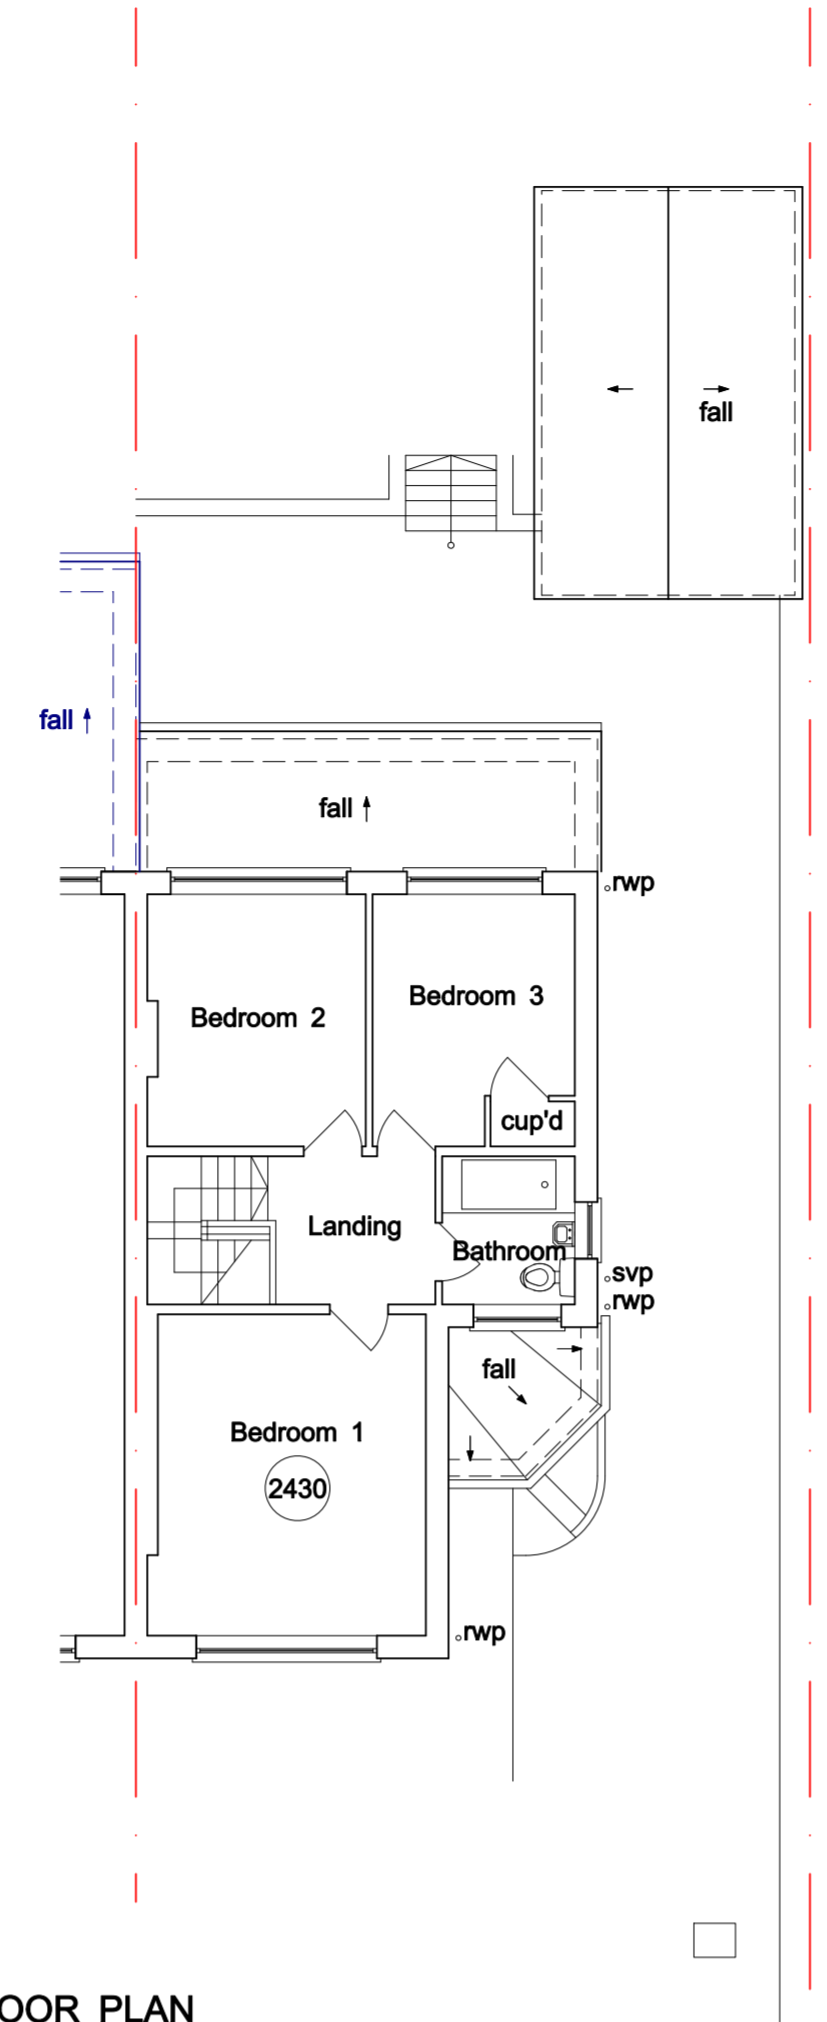 fall
fall
fall
rwp
Bedroom 3
Bedroom 2
cup'd
Landing
Bathroom
svp
rwp
fall
Bedroom 1
2430
rwp
OOR PLAN